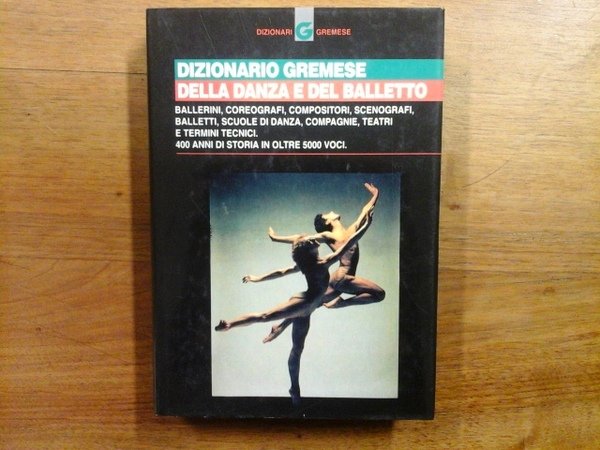 DIZIONARI G GREMESE
DIZIONARIO GREMESE
DELLA DANZA E DEL BALLETTO
BALLERINI, COREOGRAFI, COMPOSITORI, SCENOGRAFI,
BALLETTI, SCUOLE DI DANZA, COMPAGNIE, TEATRI
E TERMINI TECNICI.
400 ANNI DI STORIA IN OLTRE 5000 VOCI.